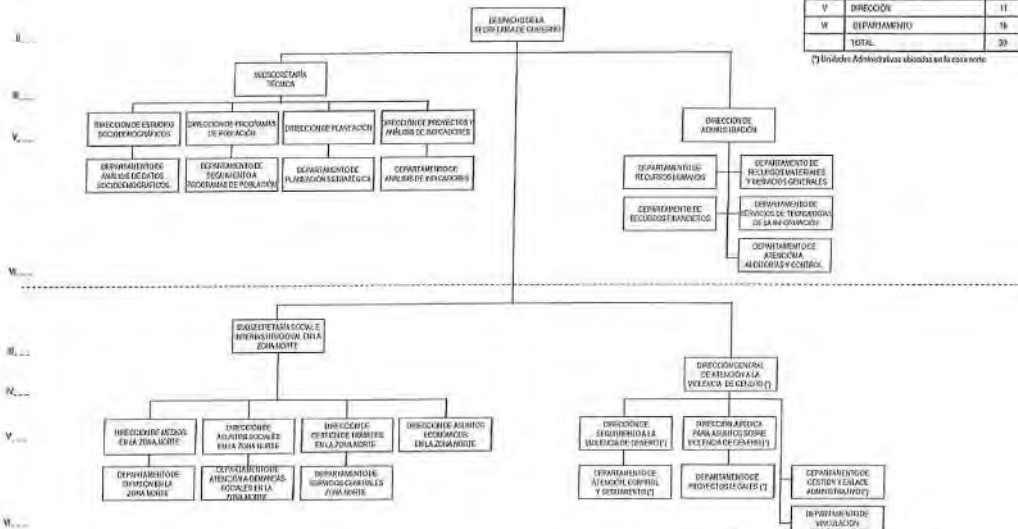 V DIRECCIÓN 11
VI DEPARTAMENTO 16
TOTAL 30
(*) Unidades Administrativas ubicadas en la zona norte
II
DESPACHO DE LA
SECRETARÍA DE GOBIERNO
SUBSECRETARÍA
TÉCNICA
III
DIRECCIÓN DE ESTUDIOS
SOCIODEMOGRÁFICOS
DIRECCIÓN DE PROGRAMAS
DE POBLACIÓN
DIRECCIÓN DE PLANEACIÓN
DIRECCIÓN DE PROYECTOS Y
ANÁLISIS DE INDICADORES
DIRECCIÓN DE
ADMINISTRACIÓN
V
DEPARTAMENTO DE
ANÁLISIS DE DATOS
SOCIODEMOGRÁFICOS
DEPARTAMENTO DE
SEGUIMIENTO A
PROGRAMAS DE POBLACIÓN
DEPARTAMENTO DE
PLANEACIÓN ESTRATÉGICA
DEPARTAMENTO DE
ANÁLISIS DE INDICADORES
DEPARTAMENTO DE
RECURSOS HUMANOS
DEPARTAMENTO DE
RECURSOS MATERIALES
Y SERVICIOS GENERALES
DEPARTAMENTO DE
RECURSOS FINANCIEROS
DEPARTAMENTO DE
SERVICIOS DE TECNOLOGÍAS
DE LA INFORMACIÓN
DEPARTAMENTO DE
ATENCIÓN A
AUDITORÍAS Y CONTROL
VI
SUBSECRETARÍA SOCIAL E
INTERINSTITUCIONAL EN LA
ZONA NORTE
III
DIRECCIÓN GENERAL
DE ATENCIÓN A LA
VIOLENCIA DE GÉNERO (*)
IV
DIRECCIÓN DE MEDIOS
EN LA ZONA NORTE
DIRECCIÓN DE
ASUNTOS SOCIALES
EN LA ZONA NORTE
DIRECCIÓN DE
GESTIÓN DE TRÁMITES
EN LA ZONA NORTE
DIRECCIÓN DE ASUNTOS
ECONÓMICOS
EN LA ZONA NORTE
DIRECCIÓN DE
SEGUIMIENTO A LA
VIOLENCIA DE GÉNERO (*)
DIRECCIÓN JURÍDICA
PARA ASUNTOS SOBRE
VIOLENCIA DE GÉNERO (*)
V
DEPARTAMENTO DE
DIFUSIÓN EN LA
ZONA NORTE
DEPARTAMENTO DE
ATENCIÓN A DEMANDAS
SOCIALES EN LA
ZONA NORTE
DEPARTAMENTO DE
SERVICIOS GENERALES
ZONA NORTE
DEPARTAMENTO DE
ATENCIÓN, CONTROL
Y SEGUIMIENTO (*)
DEPARTAMENTO DE
PROYECTOS LEGALES (*)
DEPARTAMENTO DE
GESTIÓN Y ENLACE
ADMINISTRATIVO (*)
DEPARTAMENTO DE
VINCULACIÓN
VI